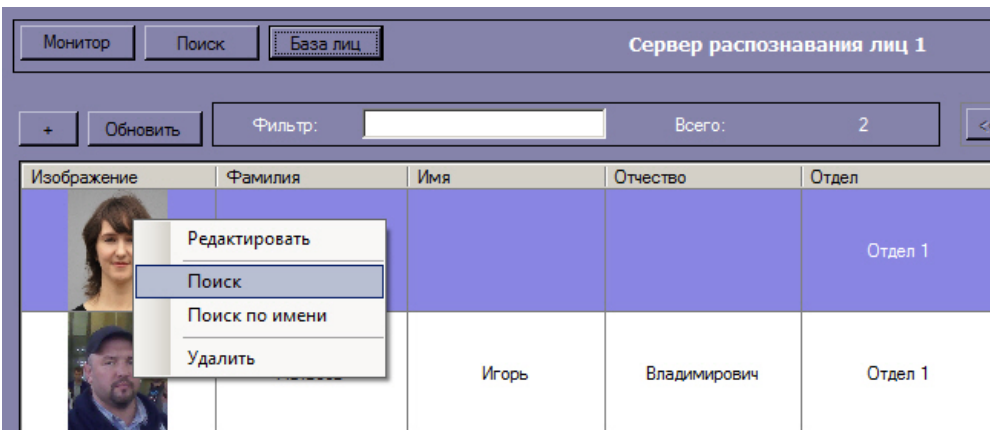 Монитор Поиск База лиц Сервер распознавания лиц 1
+ Обновить Фильтр: Всего: 2
Изображение Фамилия Имя Отчество Отдел
Редактировать
Отдел 1
Поиск
Поиск по имени
Удалить
Игорь Владимирович Отдел 1